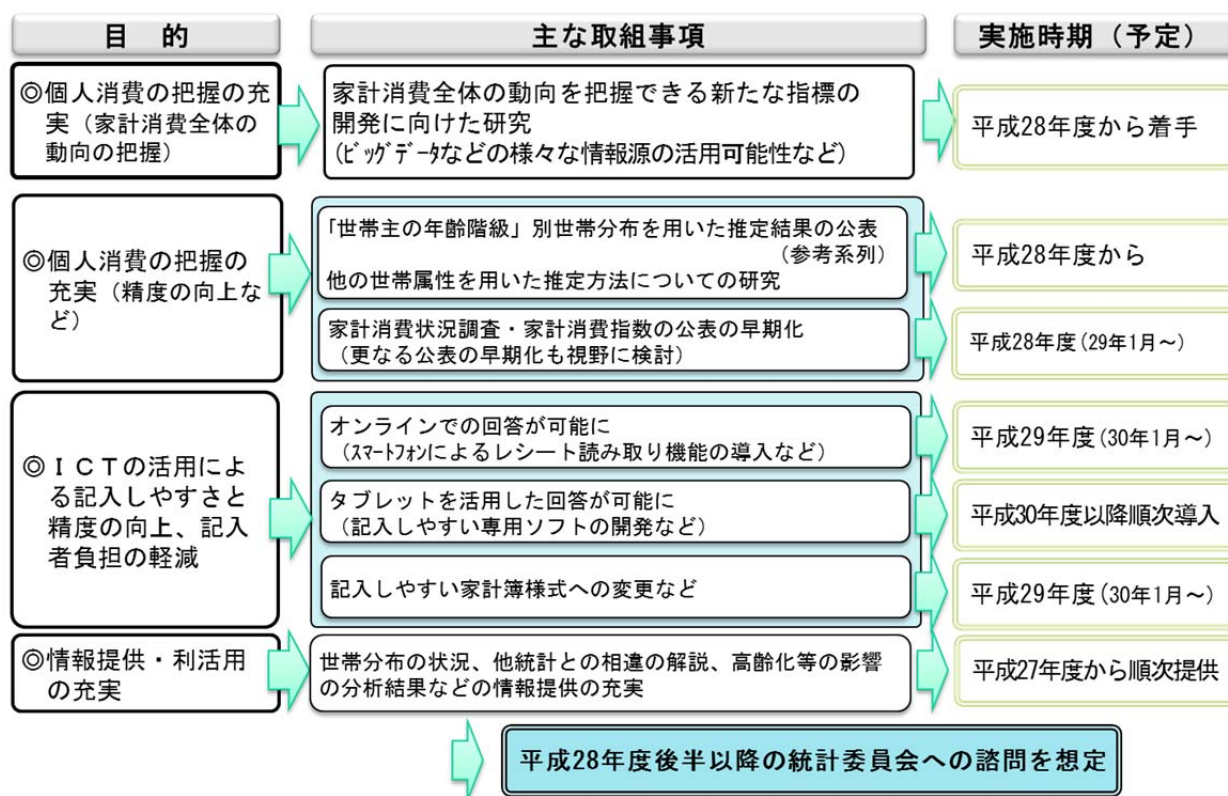 目　的
主な取組事項
実施時期（予定）
◎個人消費の把握の充
実（家計消費全体の
動向の把握）
家計消費全体の動向を把握できる新たな指標の
開発に向けた研究
(ﾋﾞｯｸﾞﾃﾞｰﾀなどの様々な情報源の活用可能性など)
平成28年度から着手
◎個人消費の把握の
充実（精度の向上な
ど）
「世帯主の年齢階級」別世帯分布を用いた推定結果の公表
（参考系列）
他の世帯属性を用いた推定方法についての研究
平成28年度から
家計消費状況調査・家計消費指数の公表の早期化
（更なる公表の早期化も視野に検討）
平成28年度(29年1月～)
◎ＩＣＴの活用によ
る記入しやすさと
精度の向上、記入
者負担の軽減
オンラインでの回答が可能に
（ｽﾏｰﾄﾌｫﾝによるレシート読み取り機能の導入など）
平成29年度(30年1月～)
タブレットを活用した回答が可能に
（記入しやすい専用ソフトの開発など）
平成30年度以降順次導入
記入しやすい家計簿様式への変更など
平成29年度(30年1月～)
◎情報提供・利活用
の充実
世帯分布の状況、他統計との相違の解説、高齢化等の影響
の分析結果などの情報提供の充実
平成27年度から順次提供
平成28年度後半以降の統計委員会への諮問を想定